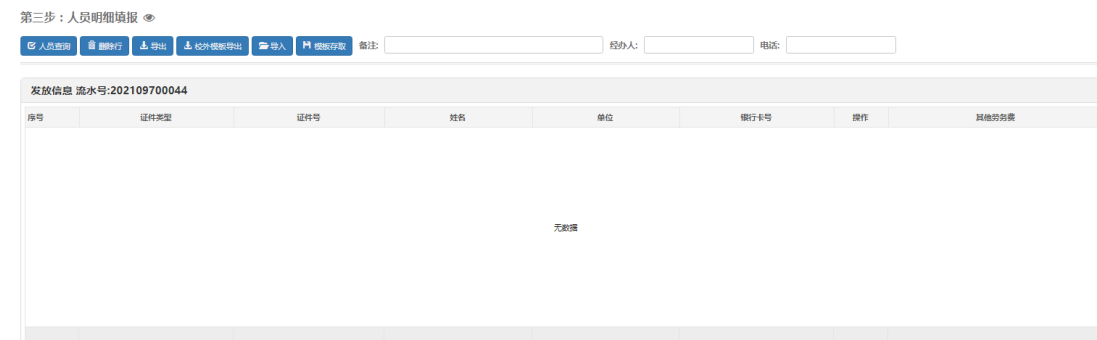 第三步：人员明细填报
人员查询 删除行 导出 校外模板导出 导入 模板存取 备注: 经办人: 电话:
发放信息 流水号:202109700044
序号 证件类型 证件号 姓名 单位 银行卡号 操作 其他劳务费
无数据